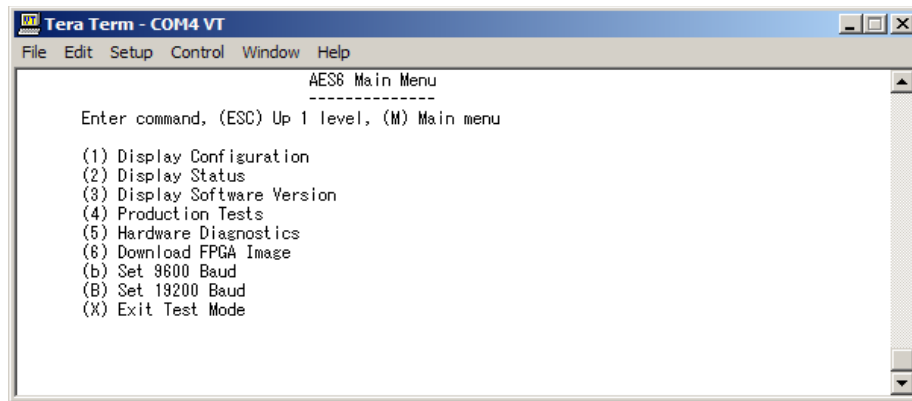 Tera Term - COM4 VT
File Edit Setup Control Window Help
AES6 Main Menu
--------------
Enter command, (ESC) Up 1 level, (M) Main menu
(1) Display Configuration
(2) Display Status
(3) Display Software Version
(4) Production Tests
(5) Hardware Diagnostics
(6) Download FPGA Image
(b) Set 9600 Baud
(B) Set 19200 Baud
(X) Exit Test Mode